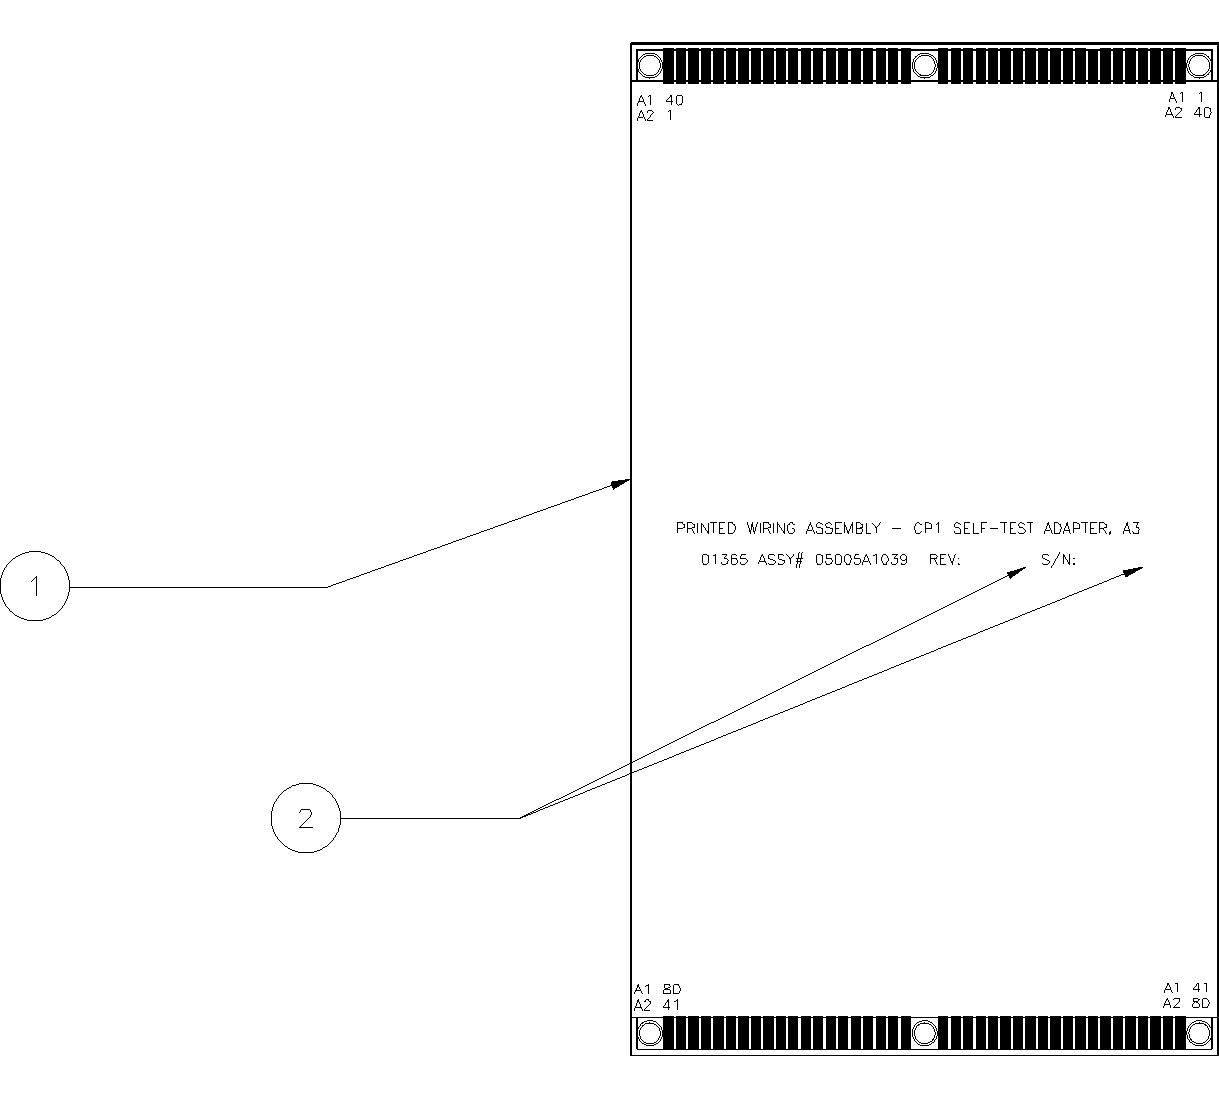 A1 40
A2 1
A1 1
A2 40
PRINTED WIRING ASSEMBLY - CP1 SELF-TEST ADAPTER, A3
01365 ASSY# 05005A1039 REV: S/N:
1
2
A1 80
A2 41
A1 41
A2 80